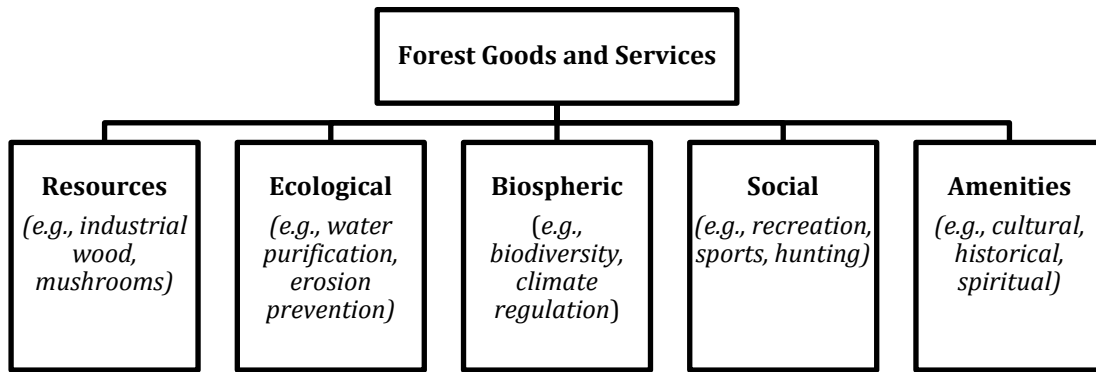 Forest Goods and Services
Resources
(e.g., industrial
wood,
mushrooms)
Ecological
(e.g., water
purification,
erosion
prevention)
Biospheric
(e.g.,
biodiversity,
climate
regulation)
Social
(e.g., recreation,
sports, hunting)
Amenities
(e.g., cultural,
historical,
spiritual)